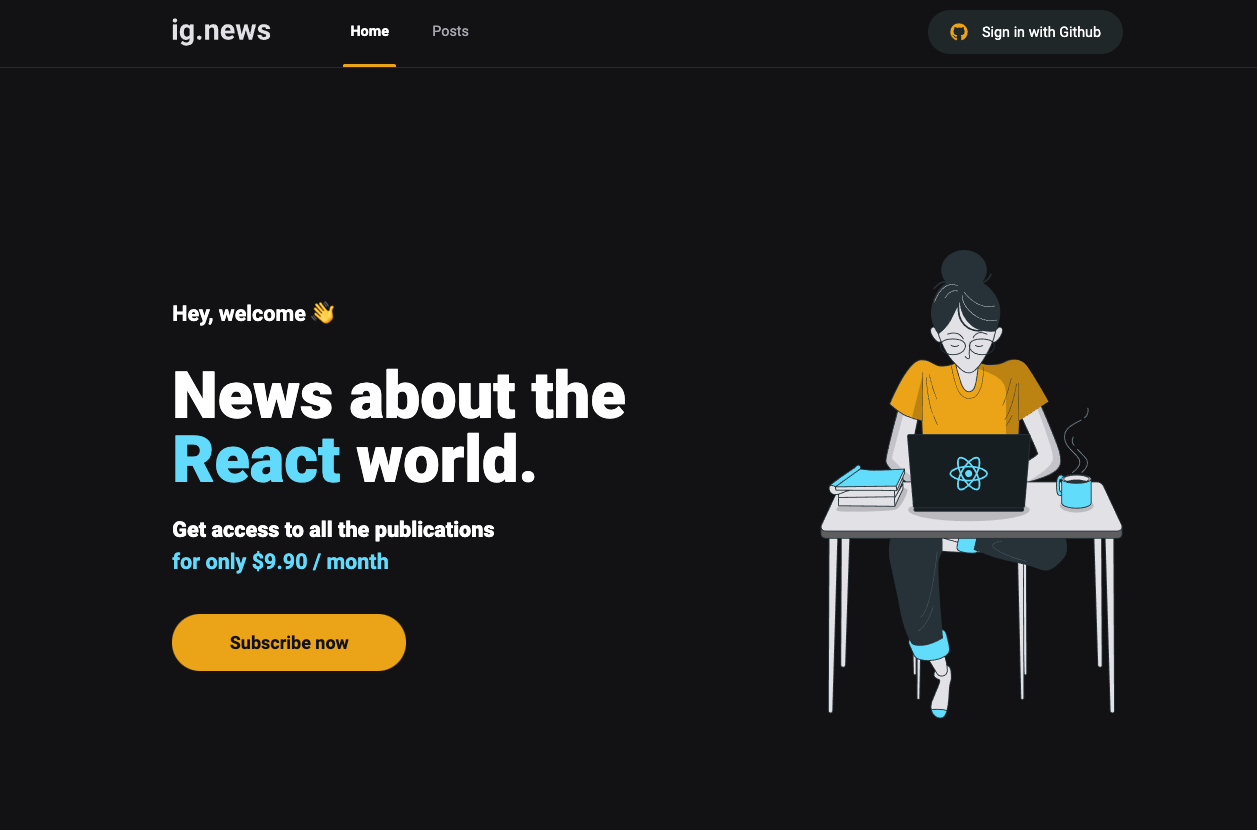 ig.news
Home
Posts
Sign in with Github
Hey, welcome 👋
News about the
React world.
Get access to all the publications
for only $9.90 / month
Subscribe now